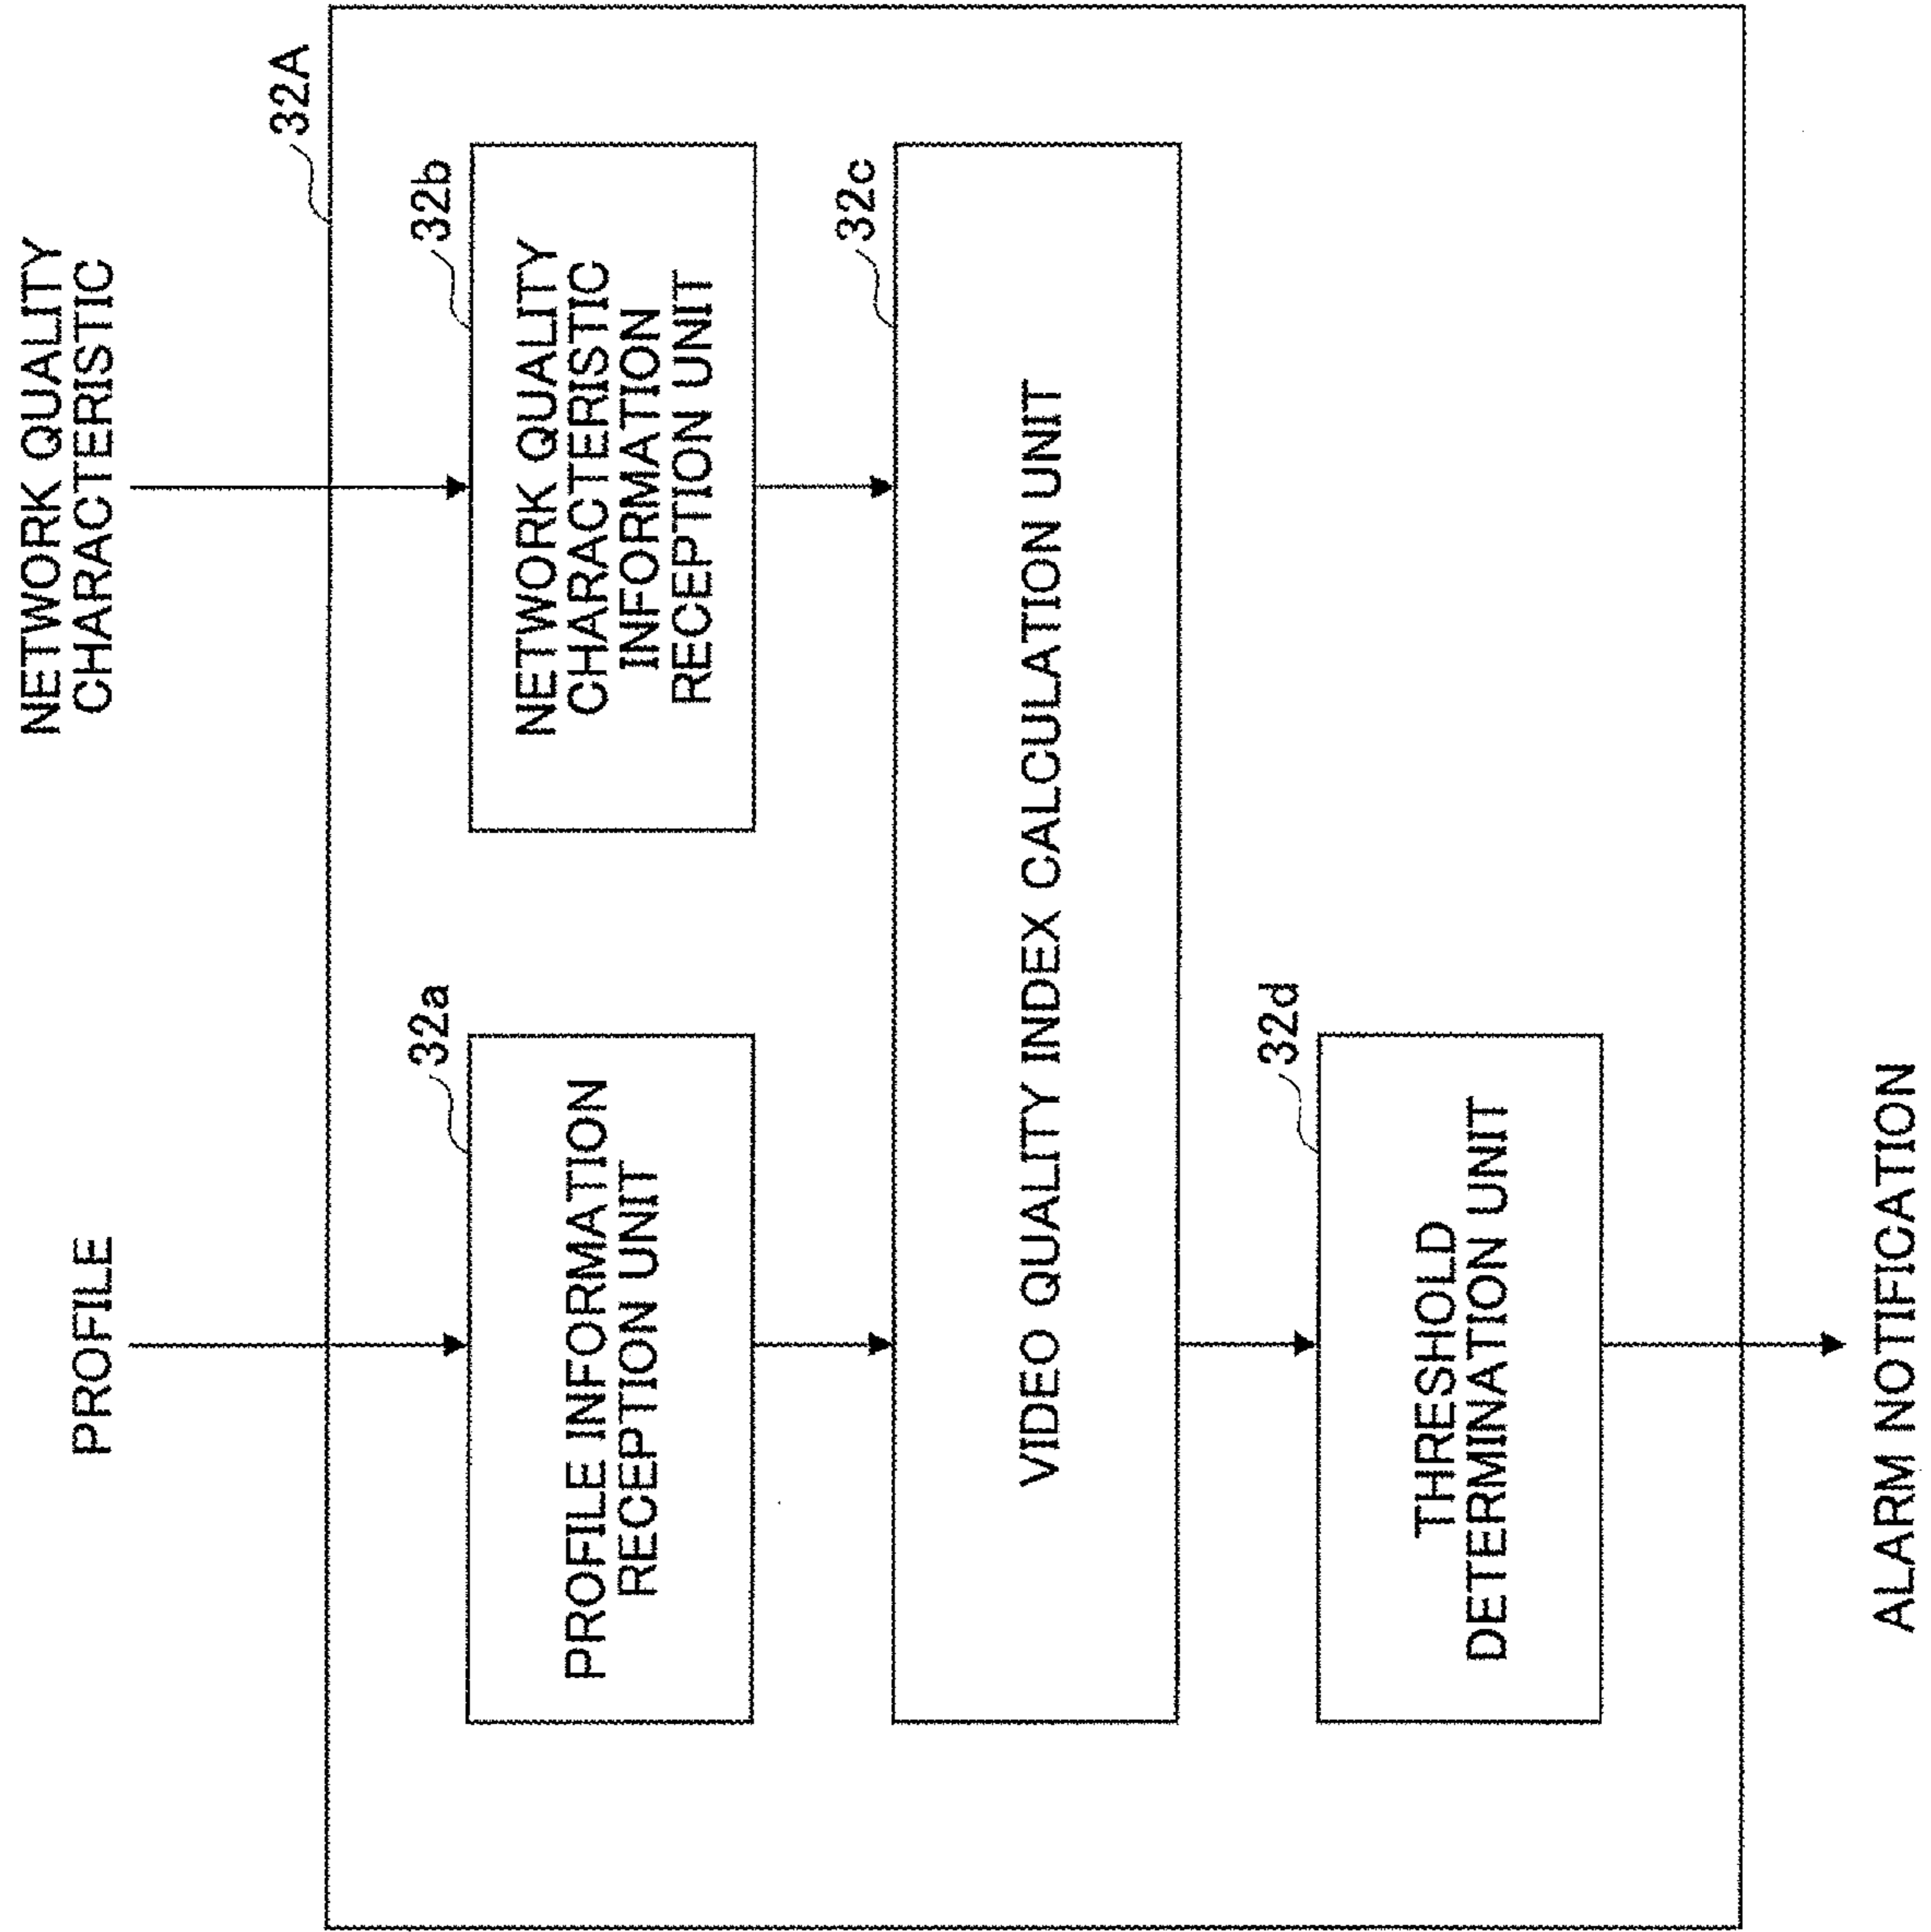 PROFILE
NETWORK QUALITY
CHARACTERISTIC
32A
32a
PROFILE INFORMATION
RECEPTION UNIT
32b
NETWORK QUALITY
CHARACTERISTIC
INFORMATION
RECEPTION UNIT
32c
VIDEO QUALITY INDEX CALCULATION UNIT
32d
THRESHOLD
DETERMINATION UNIT
ALARM NOTIFICATION